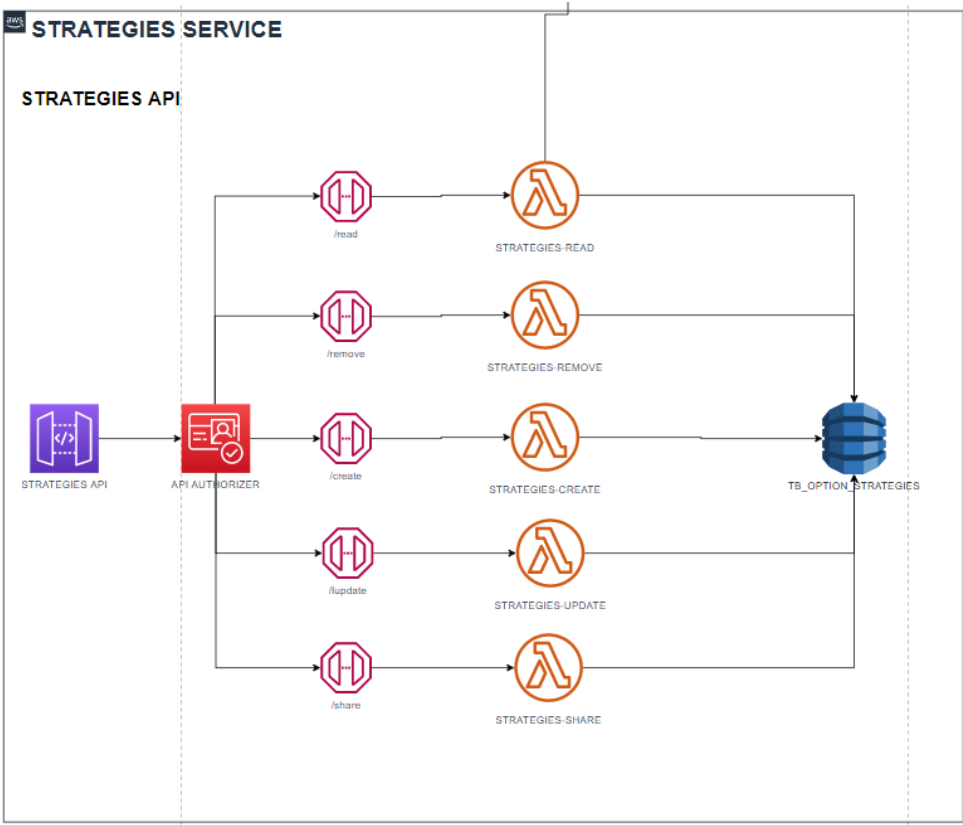 aws
STRATEGIES SERVICE
STRATEGIES API
/read
STRATEGIES-READ
/remove
STRATEGIES-REMOVE
/create
STRATEGIES API
API AUTHORIZER
STRATEGIES-CREATE
TB_OPTION_STRATEGIES
/lupdate
STRATEGIES-UPDATE
/share
STRATEGIES-SHARE